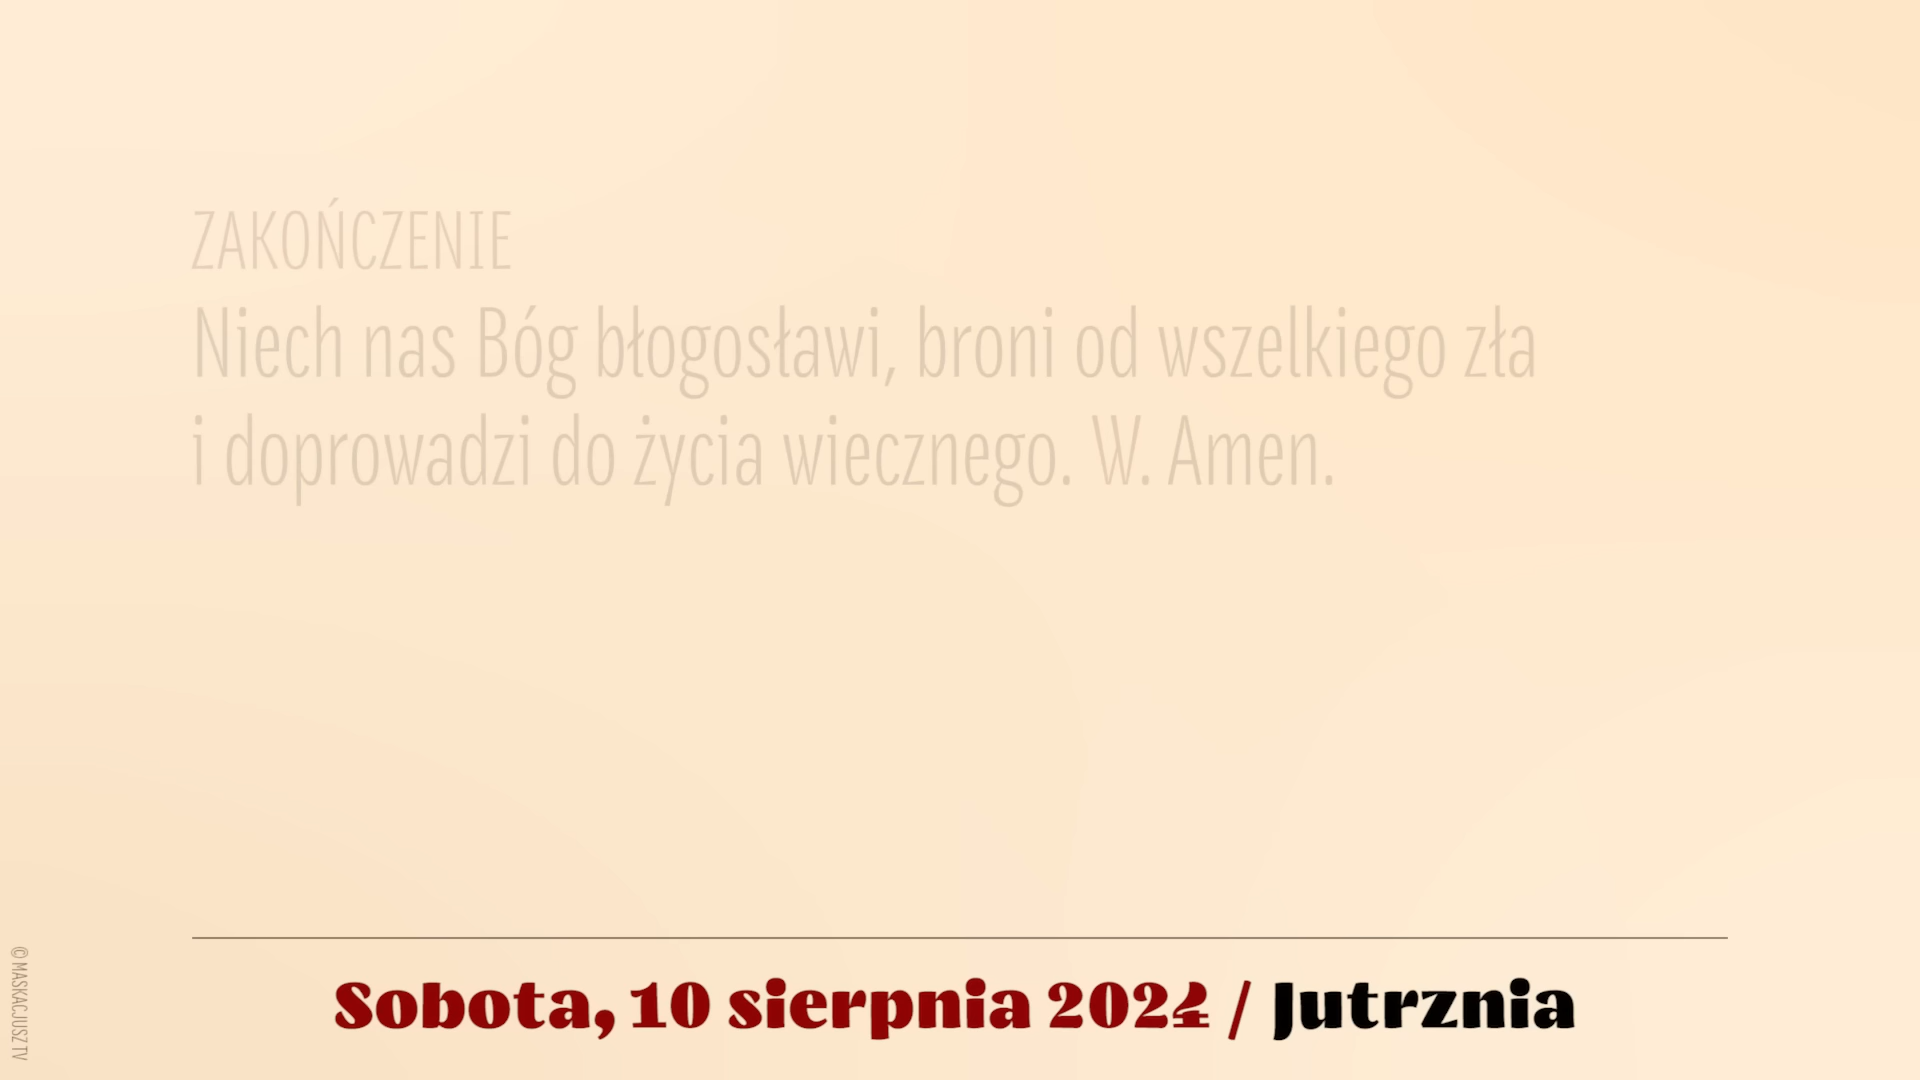 ZAKOŃCZENIE
Niech nas Bóg błogosławi, broni od wszelkiego zła
i doprowadzi do życia wiecznego. W. Amen.
Sobota, 10 sierpnia 2024 / Jutrznia
© MASKACJUSZ TV